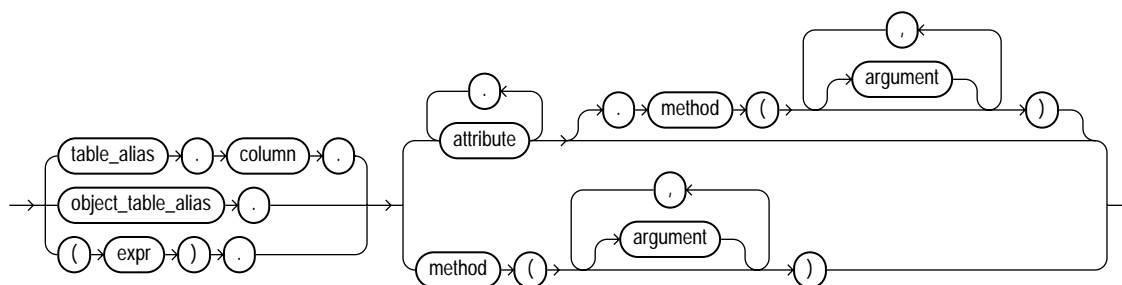 ,
argument
.
. method ( )
attribute
table_alias . column .
object_table_alias .
( expr ) .
,
argument
method ( )